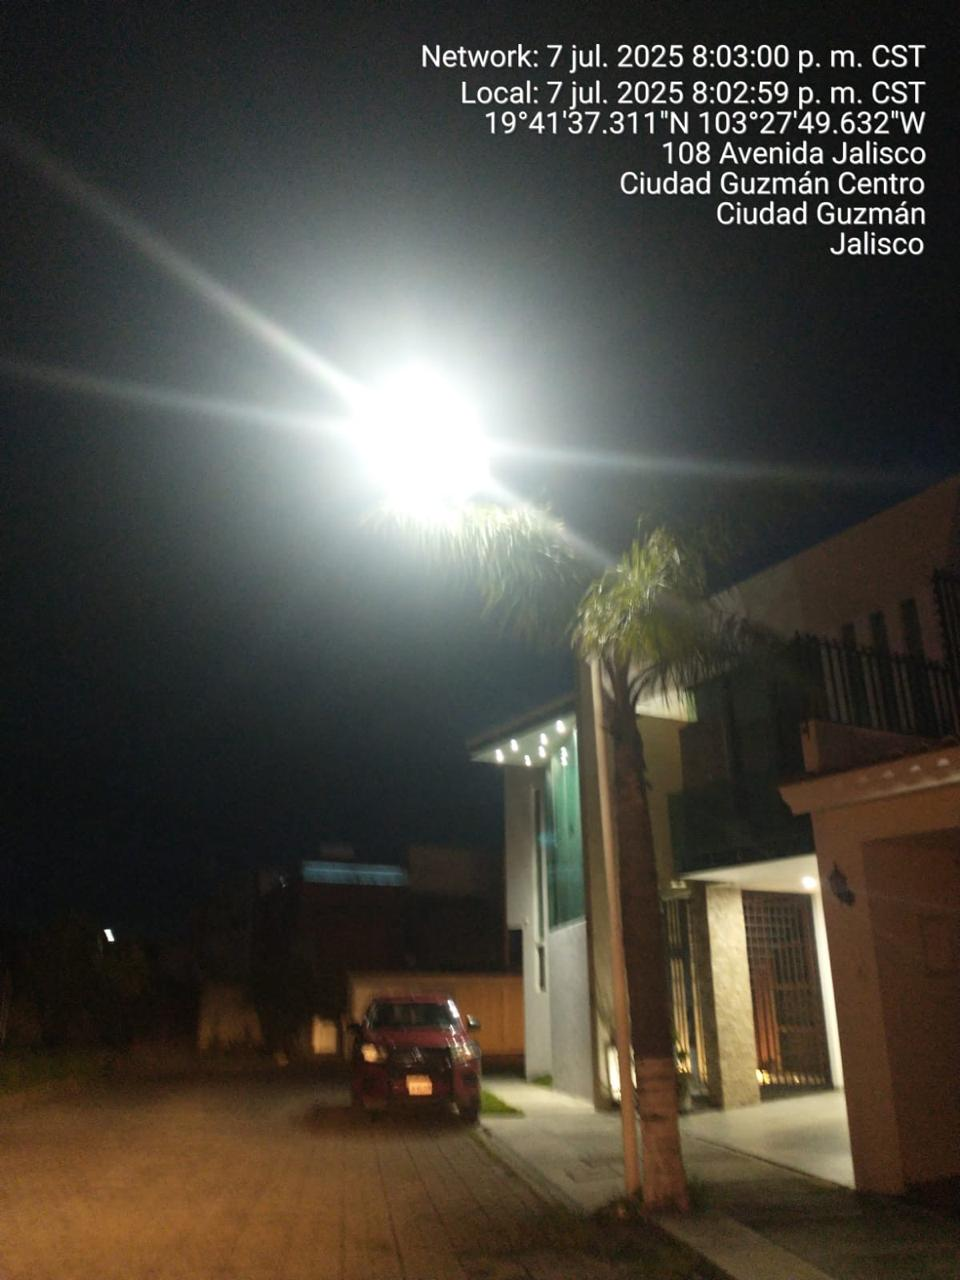 Network: 7 jul. 2025 8:03:00 p. m. CST
Local: 7 jul. 2025 8:02:59 p. m. CST
19°41'37.311"N 103°27'49.632"W
108 Avenida Jalisco
Ciudad Guzmán Centro
Ciudad Guzmán
Jalisco